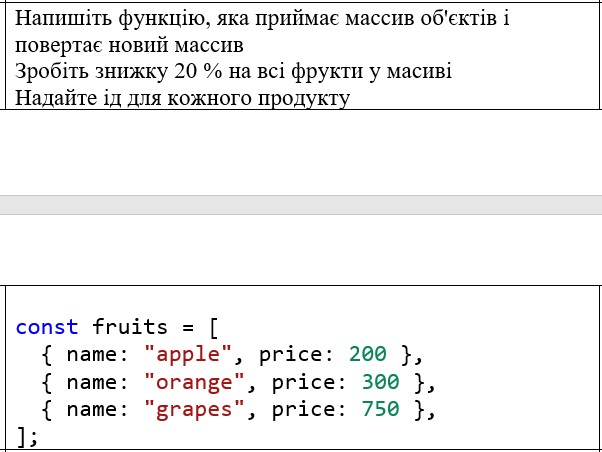 Напишіть функцію, яка приймає массив об'єктів і
повертає новий массив
Зробіть знижку 20 % на всі фрукти у масиві
Надайте ід для кожного продукту
const fruits = [
  { name: "apple", price: 200 },
  { name: "orange", price: 300 },
  { name: "grapes", price: 750 },
];